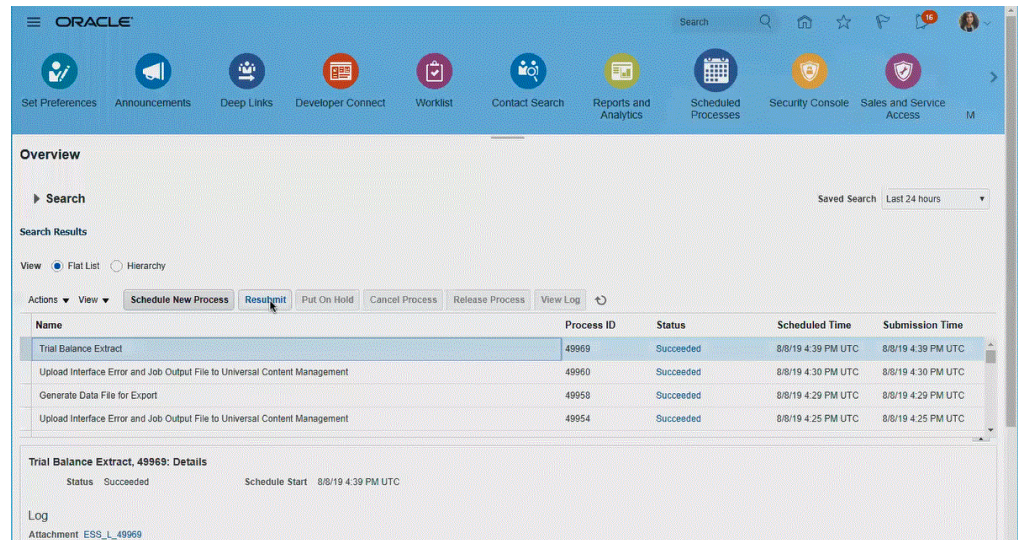 ORACLE
Search
16
Set Preferences
Announcements
Deep Links
Developer Connect
Worklist
Contact Search
Reports and Analytics
Scheduled Processes
Security Console
Sales and Service Access
M
Overview
Search
Saved Search Last 24 hours
Search Results
View Flat List Hierarchy
Actions View Schedule New Process Resubmit Put On Hold Cancel Process Release Process View Log
Name Process ID Status Scheduled Time Submission Time
Trial Balance Extract 49969 Succeeded 8/8/19 4:39 PM UTC 8/8/19 4:39 PM UTC
Upload Interface Error and Job Output File to Universal Content Management 49960 Succeeded 8/8/19 4:30 PM UTC 8/8/19 4:30 PM UTC
Generate Data File for Export 49958 Succeeded 8/8/19 4:29 PM UTC 8/8/19 4:29 PM UTC
Upload Interface Error and Job Output File to Universal Content Management 49954 Succeeded 8/8/19 4:25 PM UTC 8/8/19 4:25 PM UTC
Trial Balance Extract, 49969: Details
Status Succeeded Schedule Start 8/8/19 4:39 PM UTC
Log
Attachment ESS_L_49969